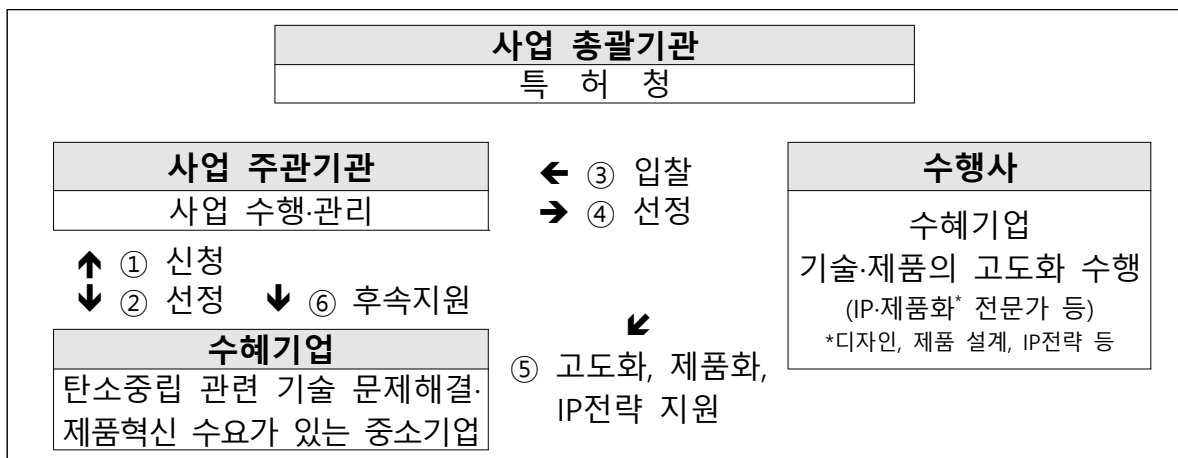 사업 총괄기관
특 허 청
사업 주관기관
사업 수행·관리
← ③ 입찰
→ ④ 선정
수행사
수혜기업
기술·제품의 고도화 수행
(IP·제품화* 전문가 등)
*디자인, 제품 설계, IP전략 등
↑ ① 신청
↓ ② 선정 ↓ ⑥ 후속지원
수혜기업
탄소중립 관련 기술 문제해결·
제품혁신 수요가 있는 중소기업
↙
⑤ 고도화, 제품화,
IP전략 지원